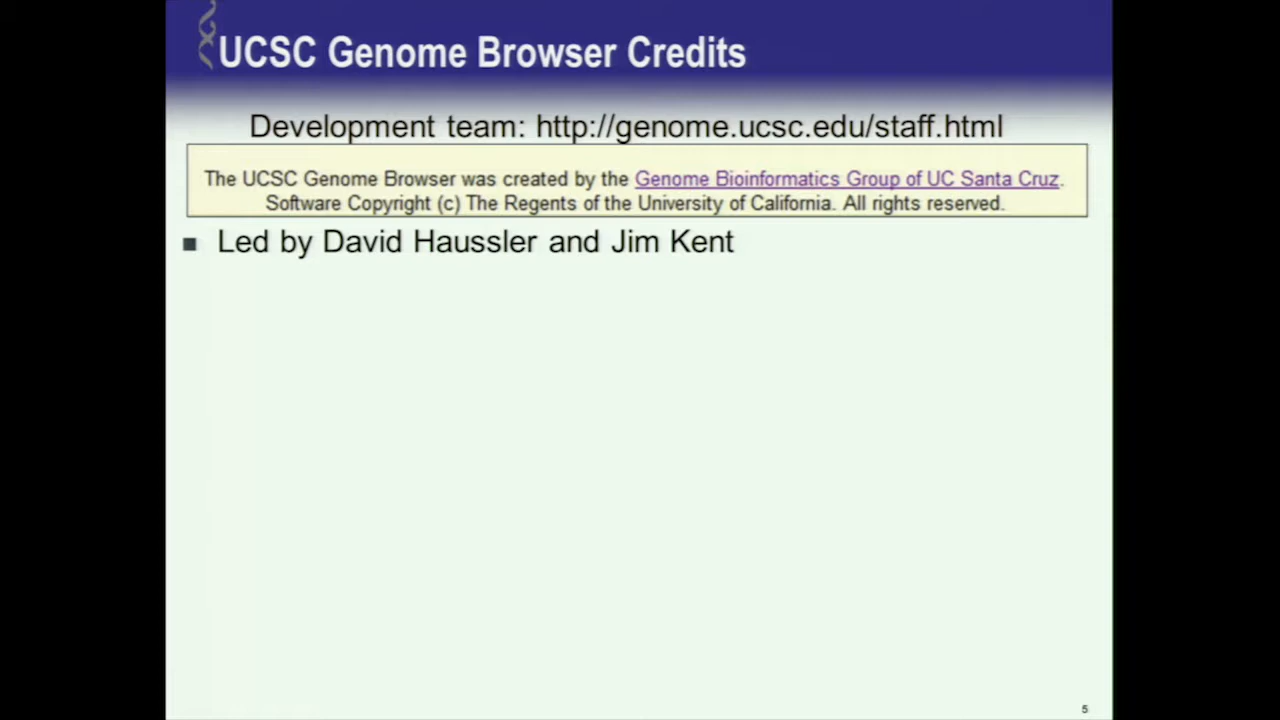 UCSC Genome Browser Credits
Development team: http://genome.ucsc.edu/staff.html
The UCSC Genome Browser was created by the Genome Bioinformatics Group of UC Santa Cruz.
Software Copyright (c) The Regents of the University of California. All rights reserved.
■ Led by David Haussler and Jim Kent
5